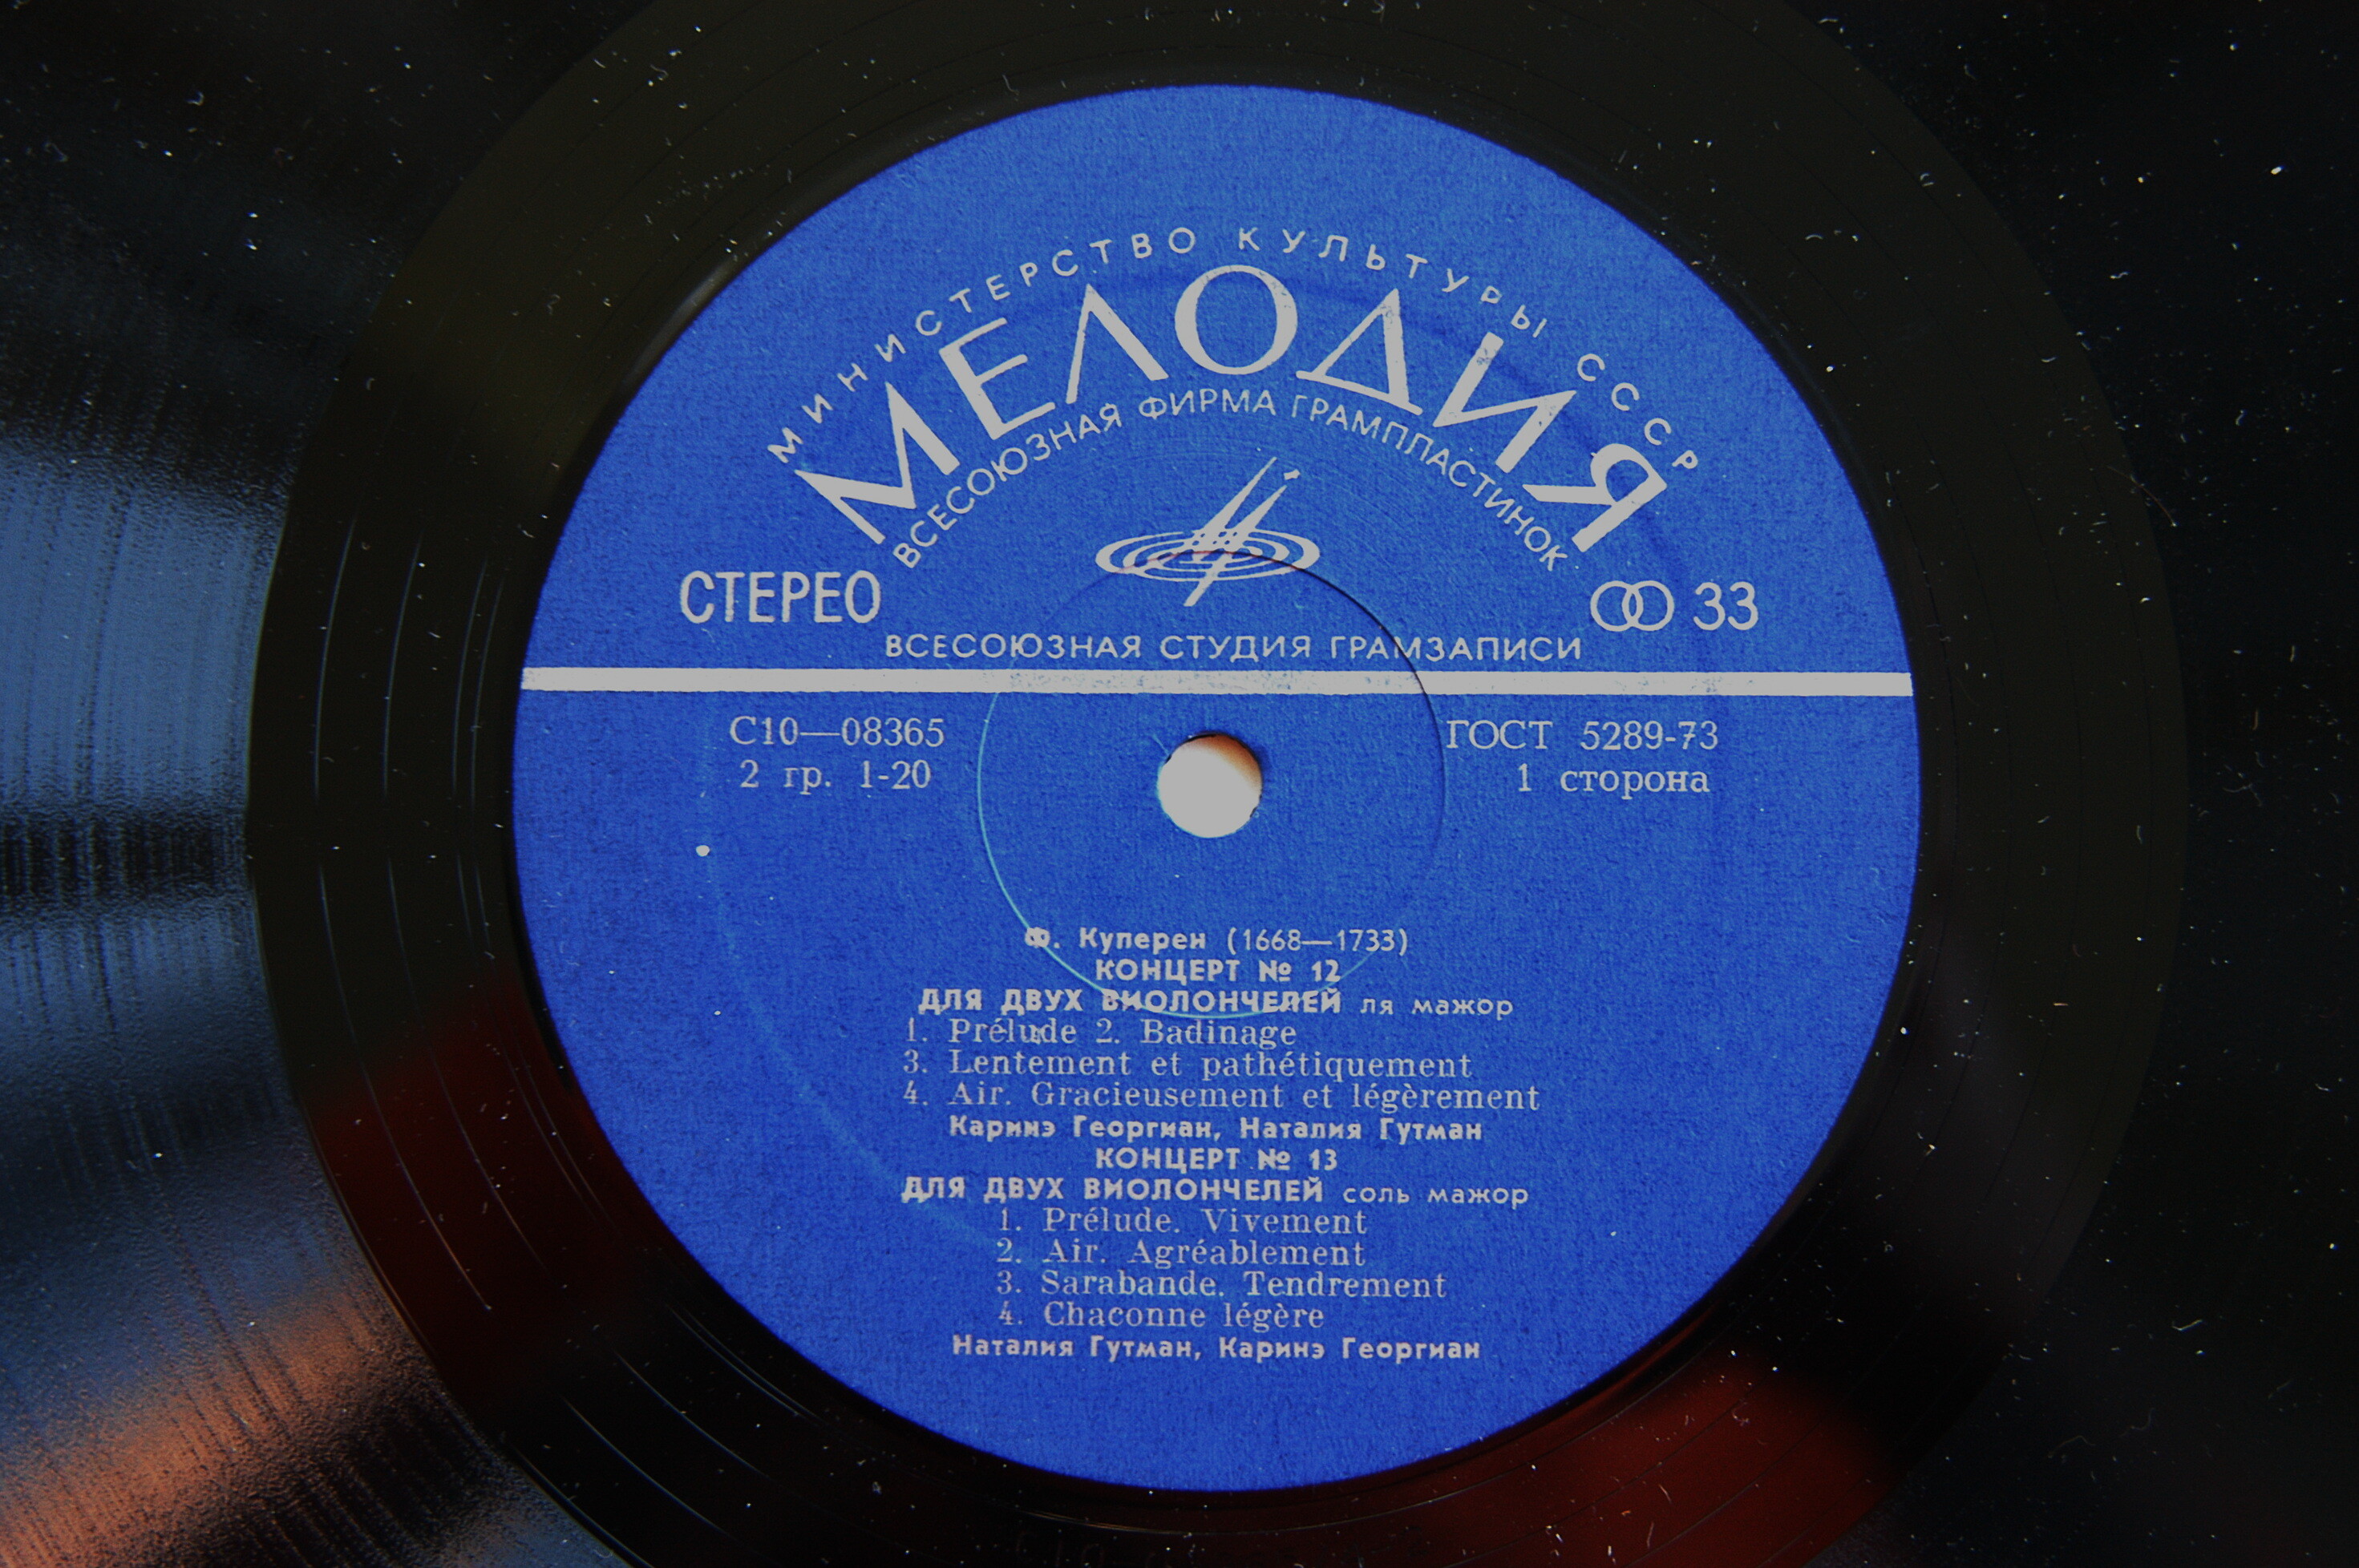 МИНИСТЕРСТВО КУЛЬТУРЫ СССР
МЕЛОДИЯ
ВСЕСОЮЗНАЯ ФИРМА ГРАМПЛАСТИНОК
СТЕРЕО 33
ВСЕСОЮЗНАЯ СТУДИЯ ГРАМЗАПИСИ
С10—08365 ГОСТ 5289-73
2 гр. 1-20 1 сторона
Ф. Куперен (1668—1733)
КОНЦЕРТ № 12
ДЛЯ ДВУХ ВИОЛОНЧЕЛЕЙ ля мажор
1. Prélude 2. Badinage
3. Lentement et pathétiquement
4. Air. Gracieusement et légèrement
Каринэ Георгиан, Наталия Гутман
КОНЦЕРТ № 13
ДЛЯ ДВУХ ВИОЛОНЧЕЛЕЙ соль мажор
1. Prélude. Vivement
2. Air. Agréablement
3. Sarabande. Tendrement
4. Chaconne légère
Наталия Гутман, Каринэ Георгиан